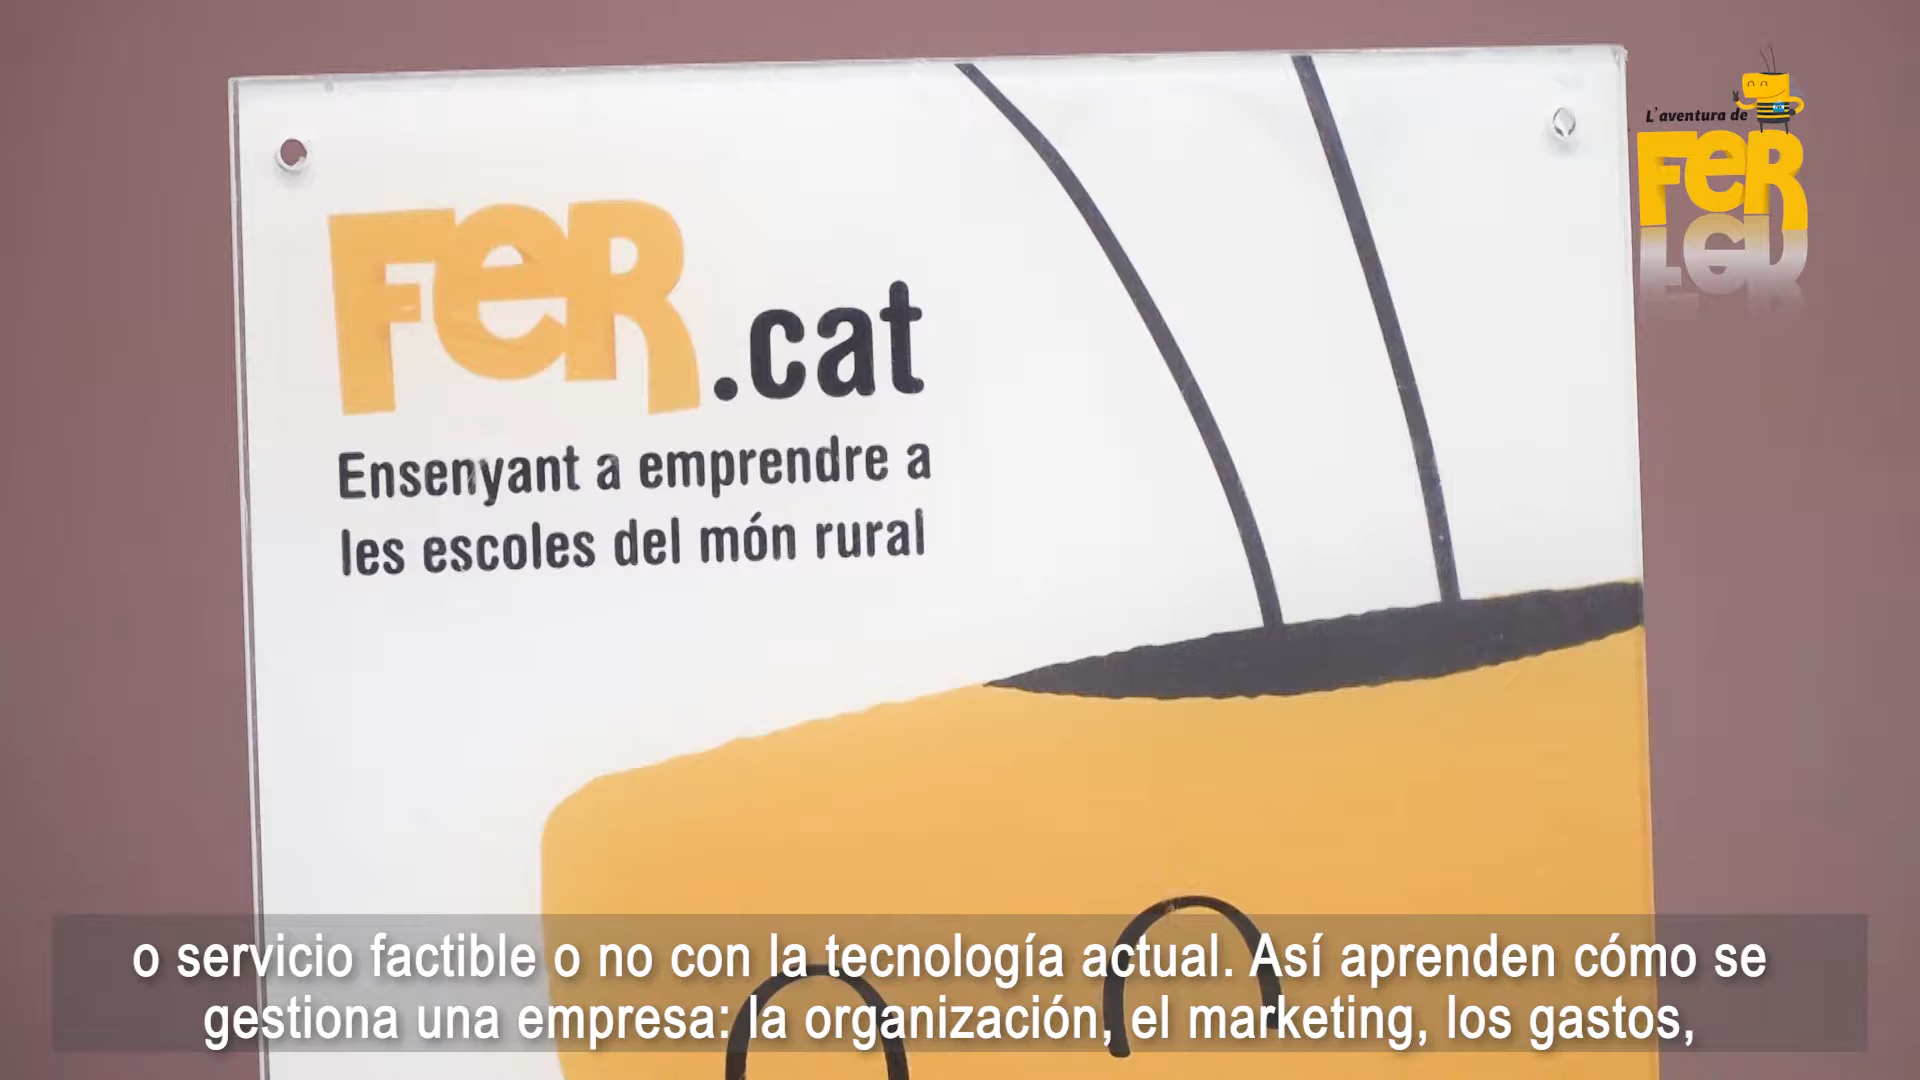 L'aventura de
FeR
FeR.cat
Ensenyant a emprendre a
les escoles del món rural
o servicio factible o no con la tecnología actual. Así aprenden cómo se
gestiona una empresa: la organización, el marketing, los gastos,